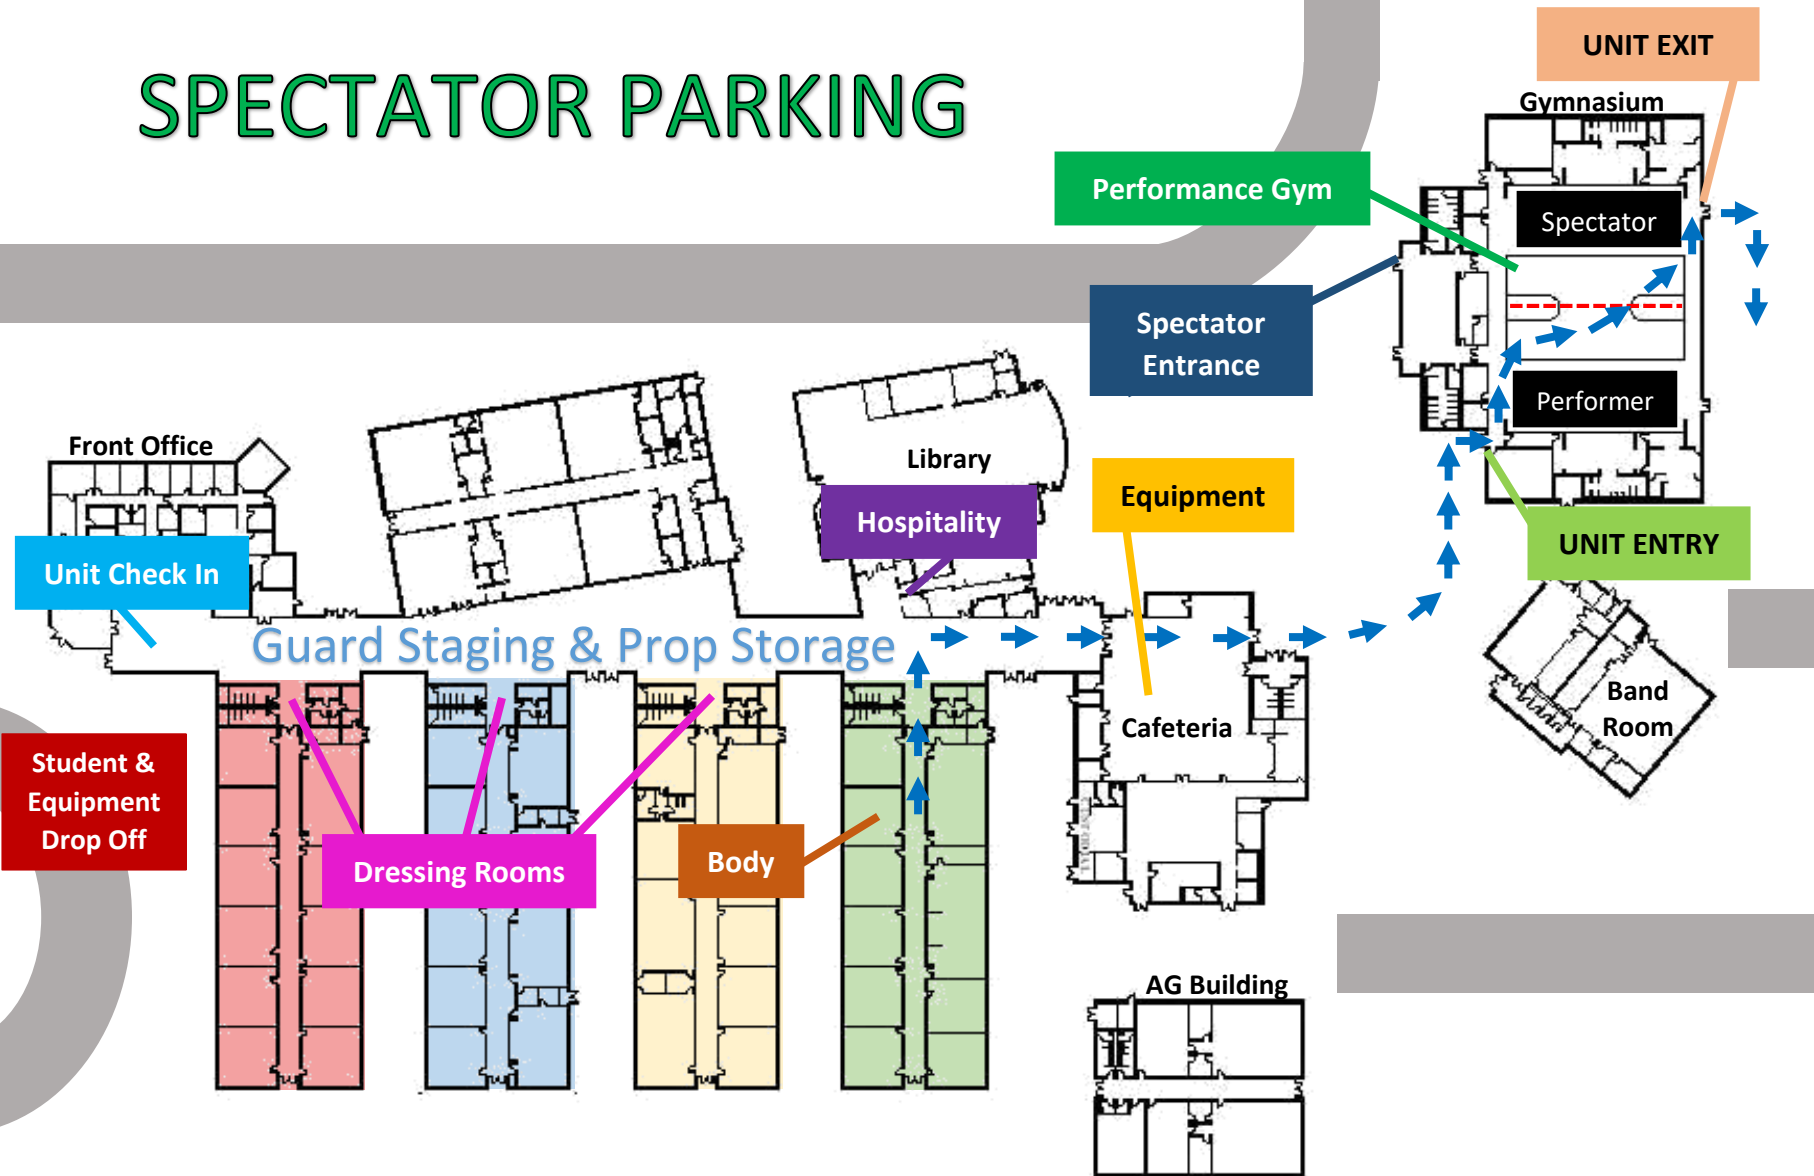 SPECTATOR PARKING
UNIT EXIT
Gymnasium
Performance Gym
Spectator
Spectator
Entrance
Performer
Front Office
Library
Equipment
Hospitality
UNIT ENTRY
Unit Check In
Guard Staging & Prop Storage
Band
Room
Cafeteria
Student &
Equipment
Drop Off
Dressing Rooms
Body
AG Building